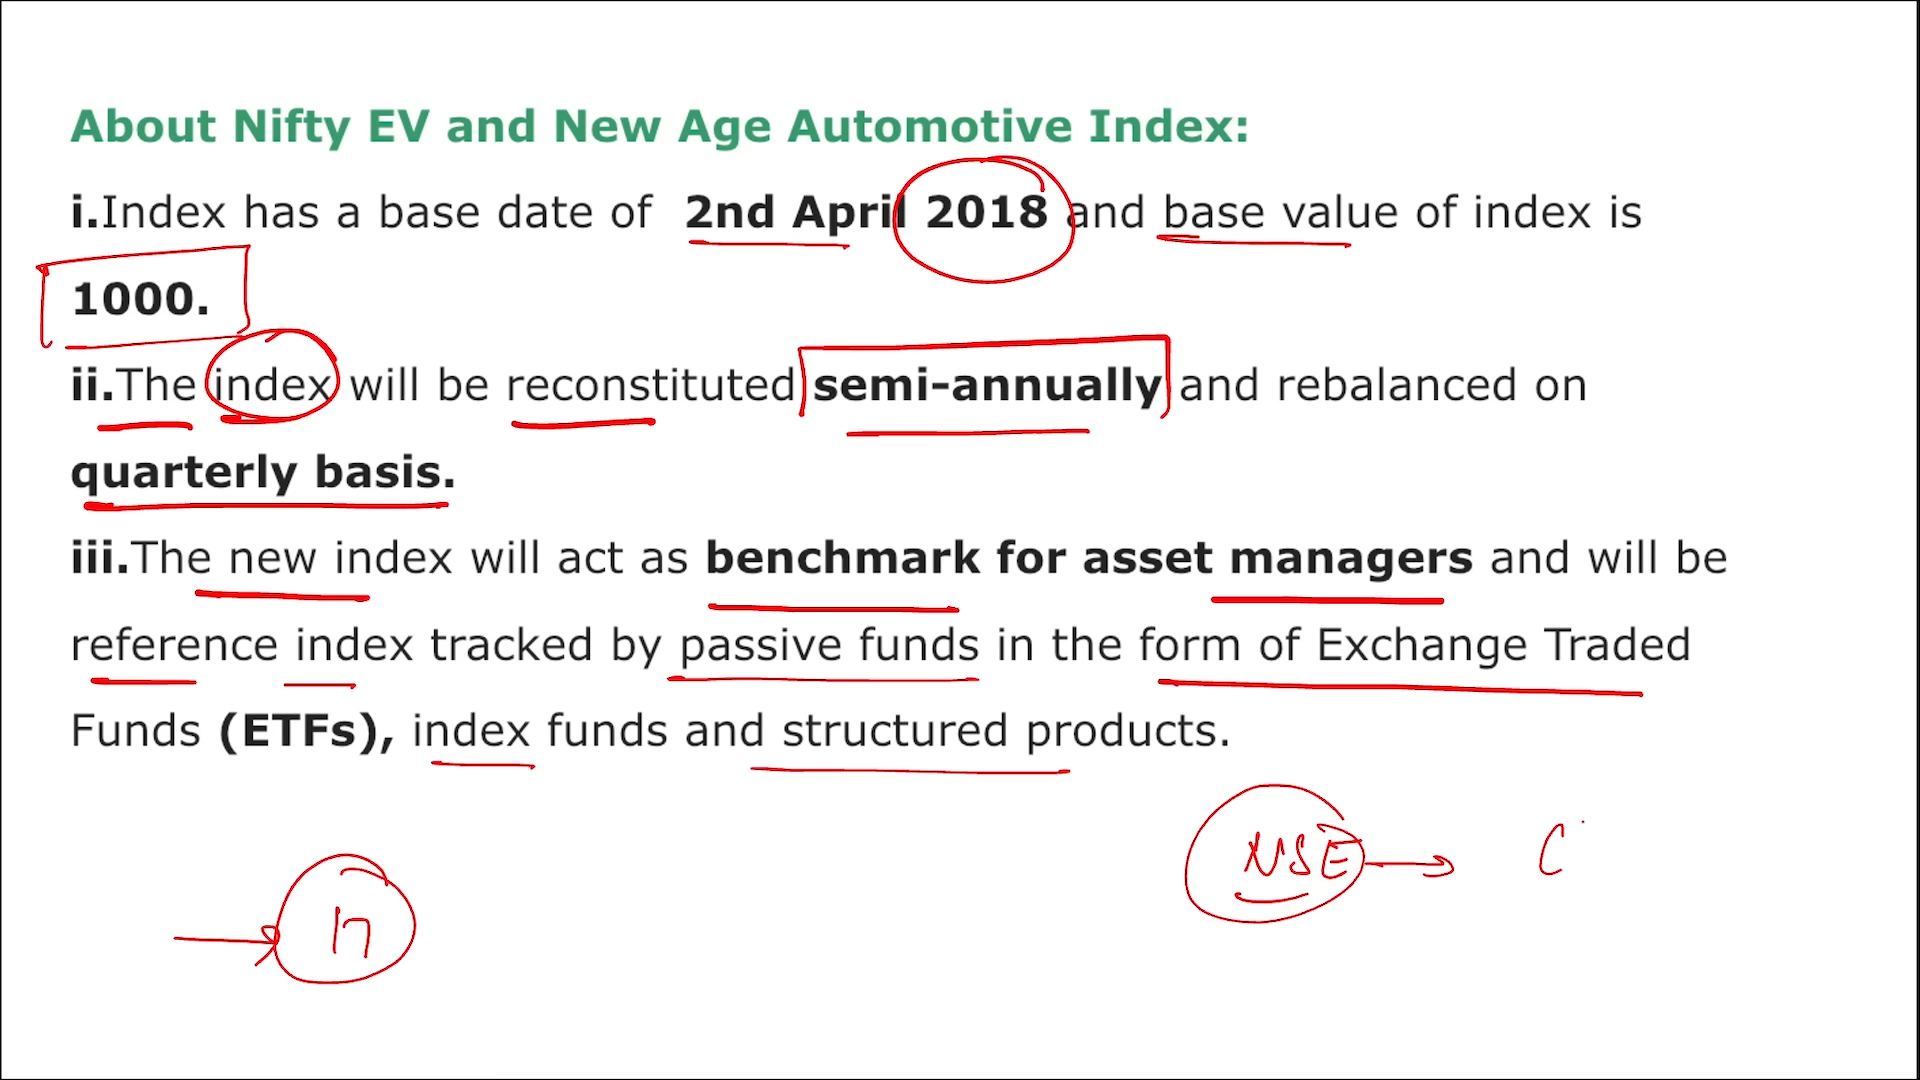 About Nifty EV and New Age Automotive Index:
i.Index has a base date of 2nd April 2018 and base value of index is
1000.
ii.The index will be reconstituted semi-annually and rebalanced on
quarterly basis.
iii.The new index will act as benchmark for asset managers and will be
reference index tracked by passive funds in the form of Exchange Traded
Funds (ETFs), index funds and structured products.
NSE